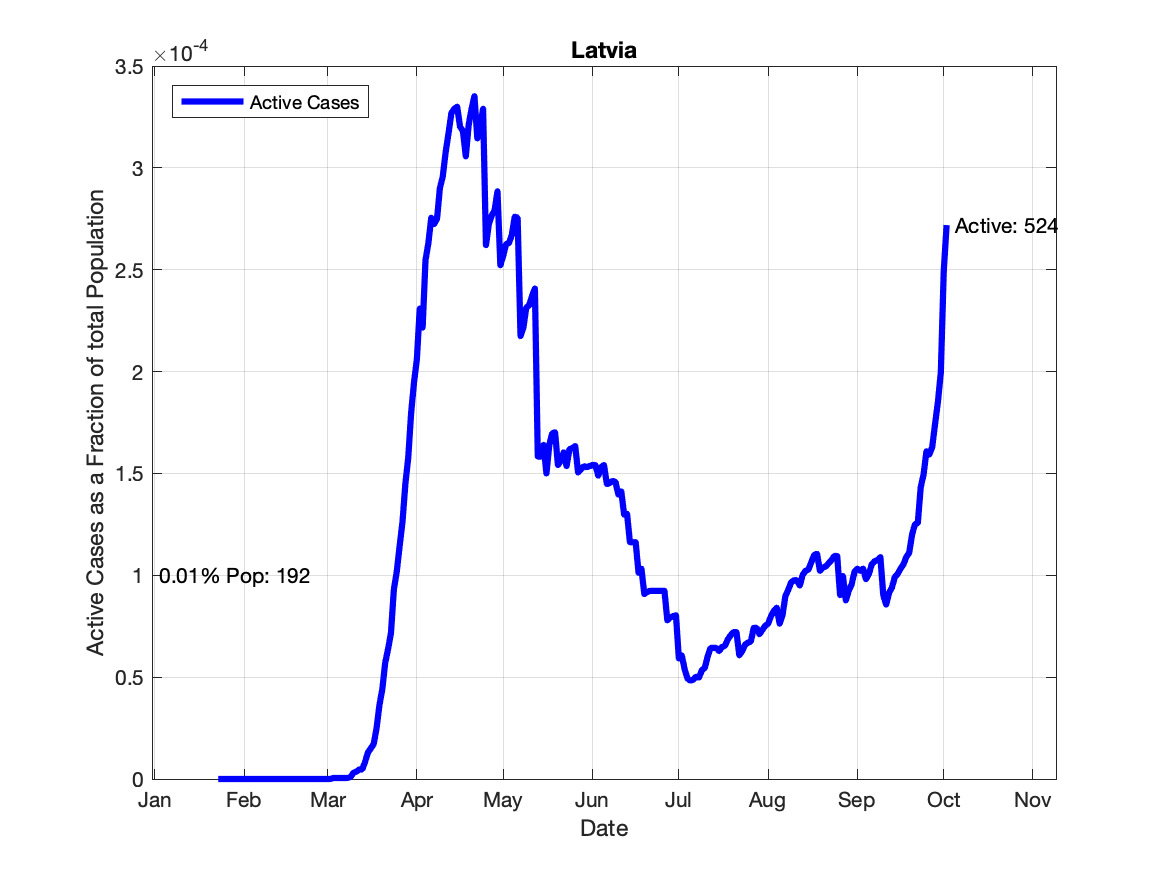 Latvia
×10-4
3.5
3
2.5
2
1.5
1
0.5
0
Active Cases as a Fraction of total Population
Active Cases
Active: 524
0.01% Pop: 192
Jan Feb Mar Apr May Jun Jul Aug Sep Oct Nov
Date